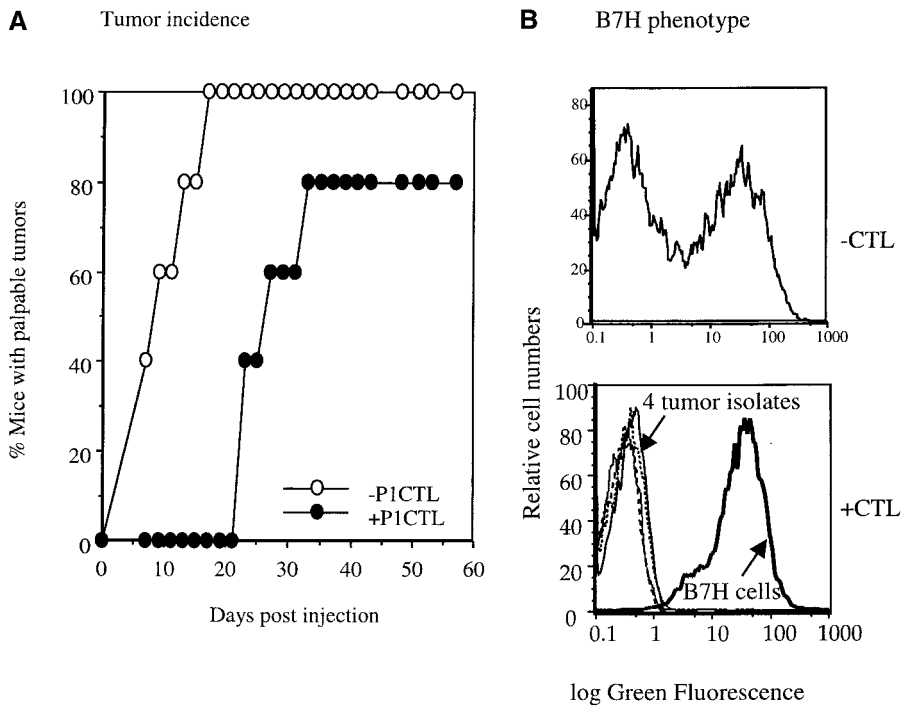 A
Tumor incidence
% Mice with palpable tumors
100
80
60
40
20
0
0
10
20
30
40
50
60
-P1CTL
+P1CTL
Days post injection
B
B7H phenotype
Relative cell numbers
80
60
40
20
0
0.1
1
10
100
1000
-CTL
100
80
60
40
20
0
4 tumor isolates
B7H cells
0.1
1
10
100
1000
+CTL
log Green Fluorescence